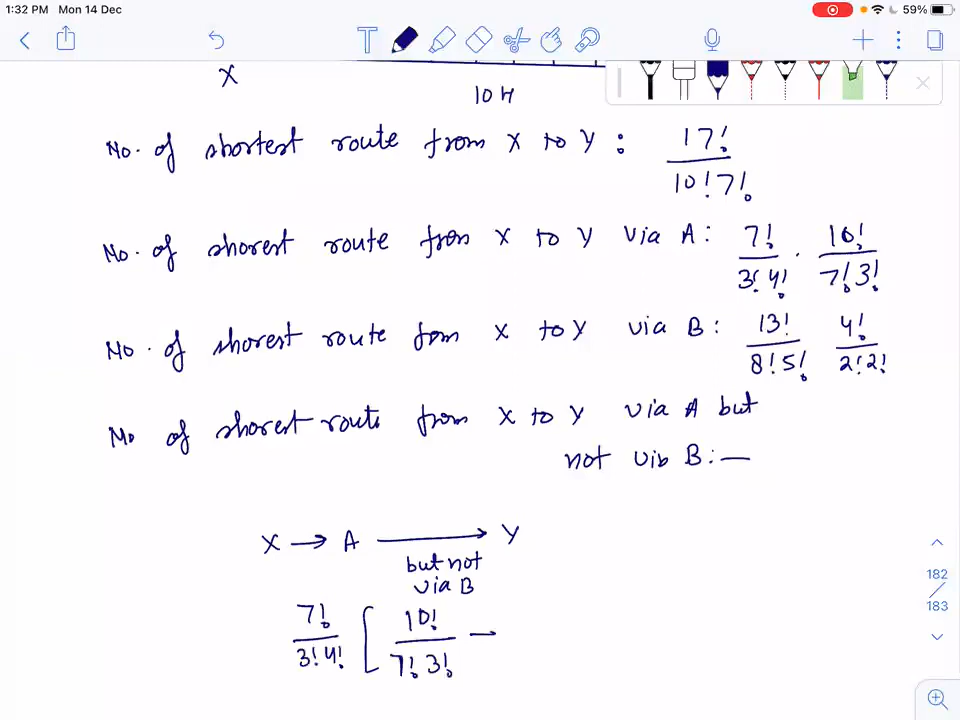 1:32 PM Mon 14 Dec 59%
X
10 H
No. of shortest route from X to Y : 17! / 10! 7!
No. of shorest route from X to Y via A : 7! / 3! 4! . 10! / 7! 3!
No. of shorest route from X to Y via B : 13! / 8! 5! 4! / 2! 2!
No of shorest route from X to Y via A but
not via B : —
X → A → Y
but not
via B
7! / 3! 4! [ 10! / 7! 3! —
182 / 183